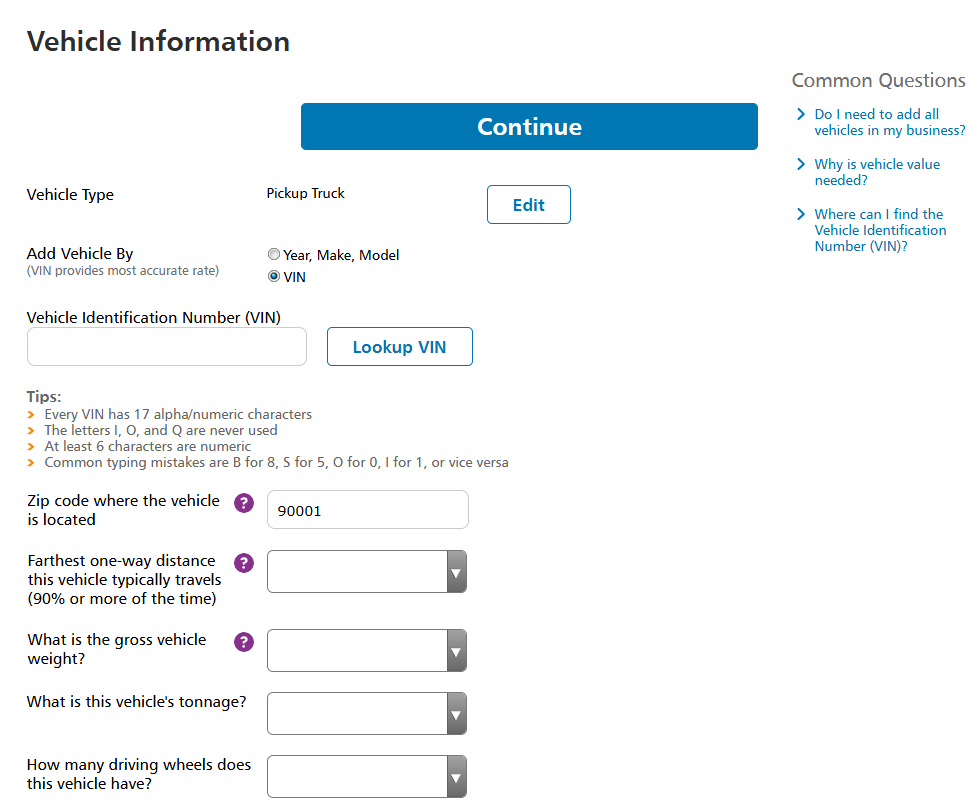 Vehicle Information
Continue
Vehicle Type
Pickup Truck
Edit
Add Vehicle By
(VIN provides most accurate rate)
Year, Make, Model
VIN
Vehicle Identification Number (VIN)
Lookup VIN
Tips:
Every VIN has 17 alpha/numeric characters
The letters I, O, and Q are never used
At least 6 characters are numeric
Common typing mistakes are B for 8, S for 5, O for 0, I for 1, or vice versa
Zip code where the vehicle
is located
?
90001
Farthest one-way distance
this vehicle typically travels
(90% or more of the time)
?
What is the gross vehicle
weight?
?
What is this vehicle's tonnage?
How many driving wheels does
this vehicle have?
Common Questions
Do I need to add all
vehicles in my business?
Why is vehicle value
needed?
Where can I find the
Vehicle Identification
Number (VIN)?